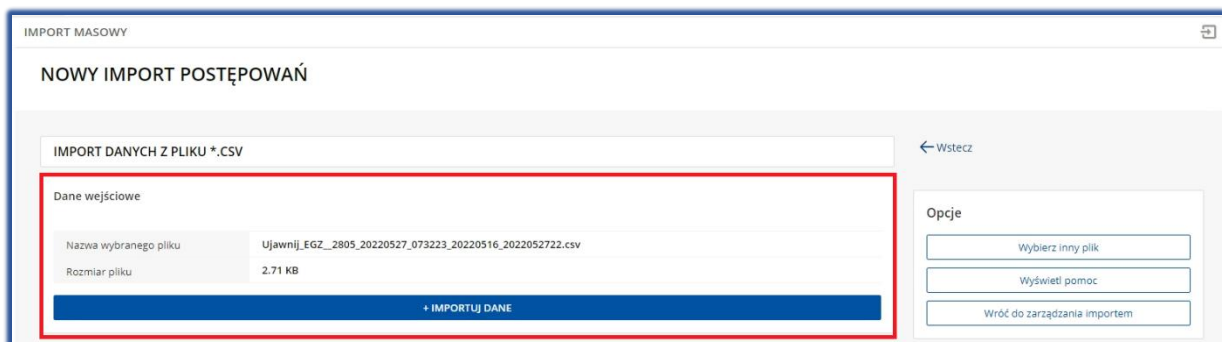 IMPORT MASOWY
NOWY IMPORT POSTĘPOWAŃ
IMPORT DANYCH Z PLIKU *.CSV
← Wstecz
Dane wejściowe
Nazwa wybranego pliku Ujawnij_EGZ__2805_20220527_073223_20220516_2022052722.csv
Rozmiar pliku 2.71 KB
+ IMPORTUJ DANE
Opcje
Wybierz inny plik
Wyświetl pomoc
Wróć do zarządzania importem